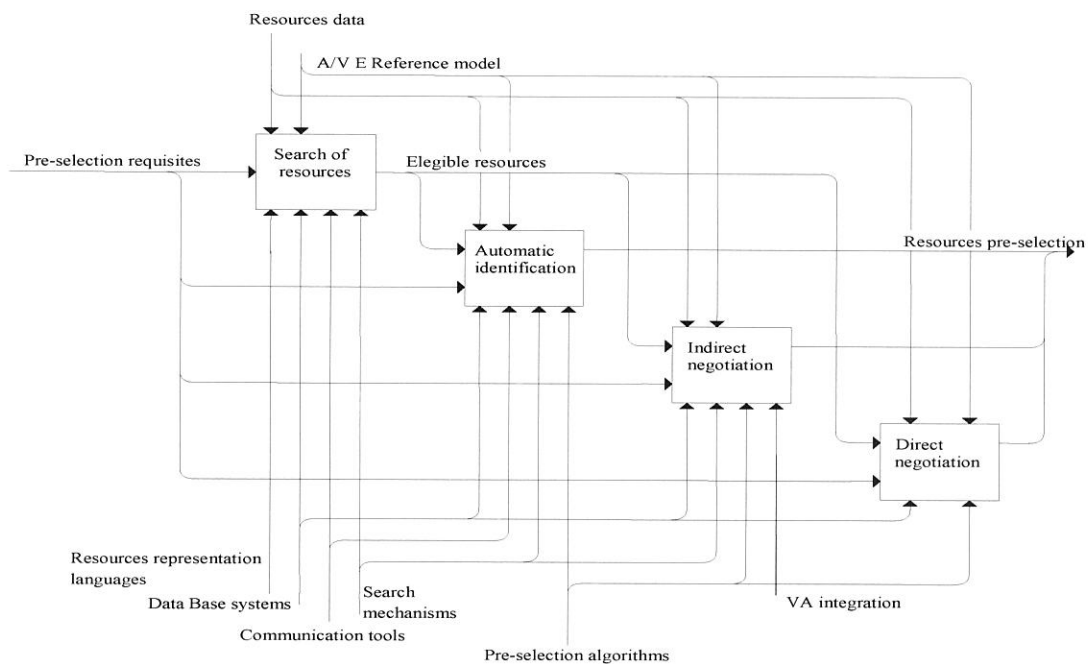 Resources data
A/V E Reference model
Pre-selection requisites
Search of
resources
Elegible resources
Automatic
identification
Resources pre-selection
Indirect
negotiation
Direct
negotiation
Resources representation
languages
Data Base systems
Search
mechanisms
Communication tools
VA integration
Pre-selection algorithms